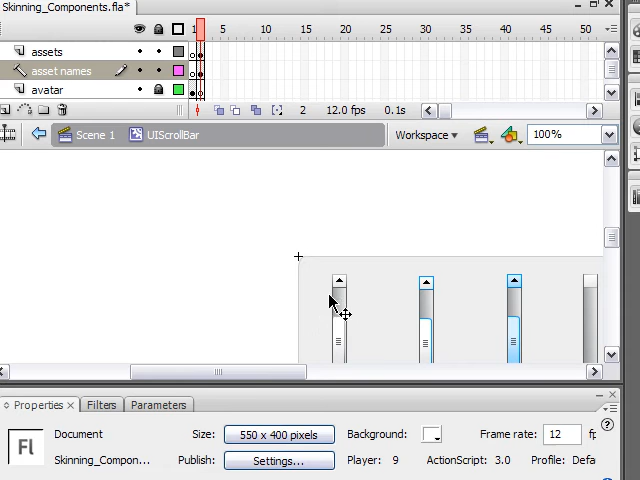 Skinning_Components.fla*
1 5 10 15 20 25 30 35 40 45 50
assets
asset names
avatar
2 12.0 fps 0.1s
Scene 1 UIScrollBar Workspace 100%
Properties × Filters Parameters
Document Size: 550 x 400 pixels Background: Frame rate: 12 fp
Fl
Skinning_Compon... Publish: Settings... Player: 9 ActionScript: 3.0 Profile: Defa